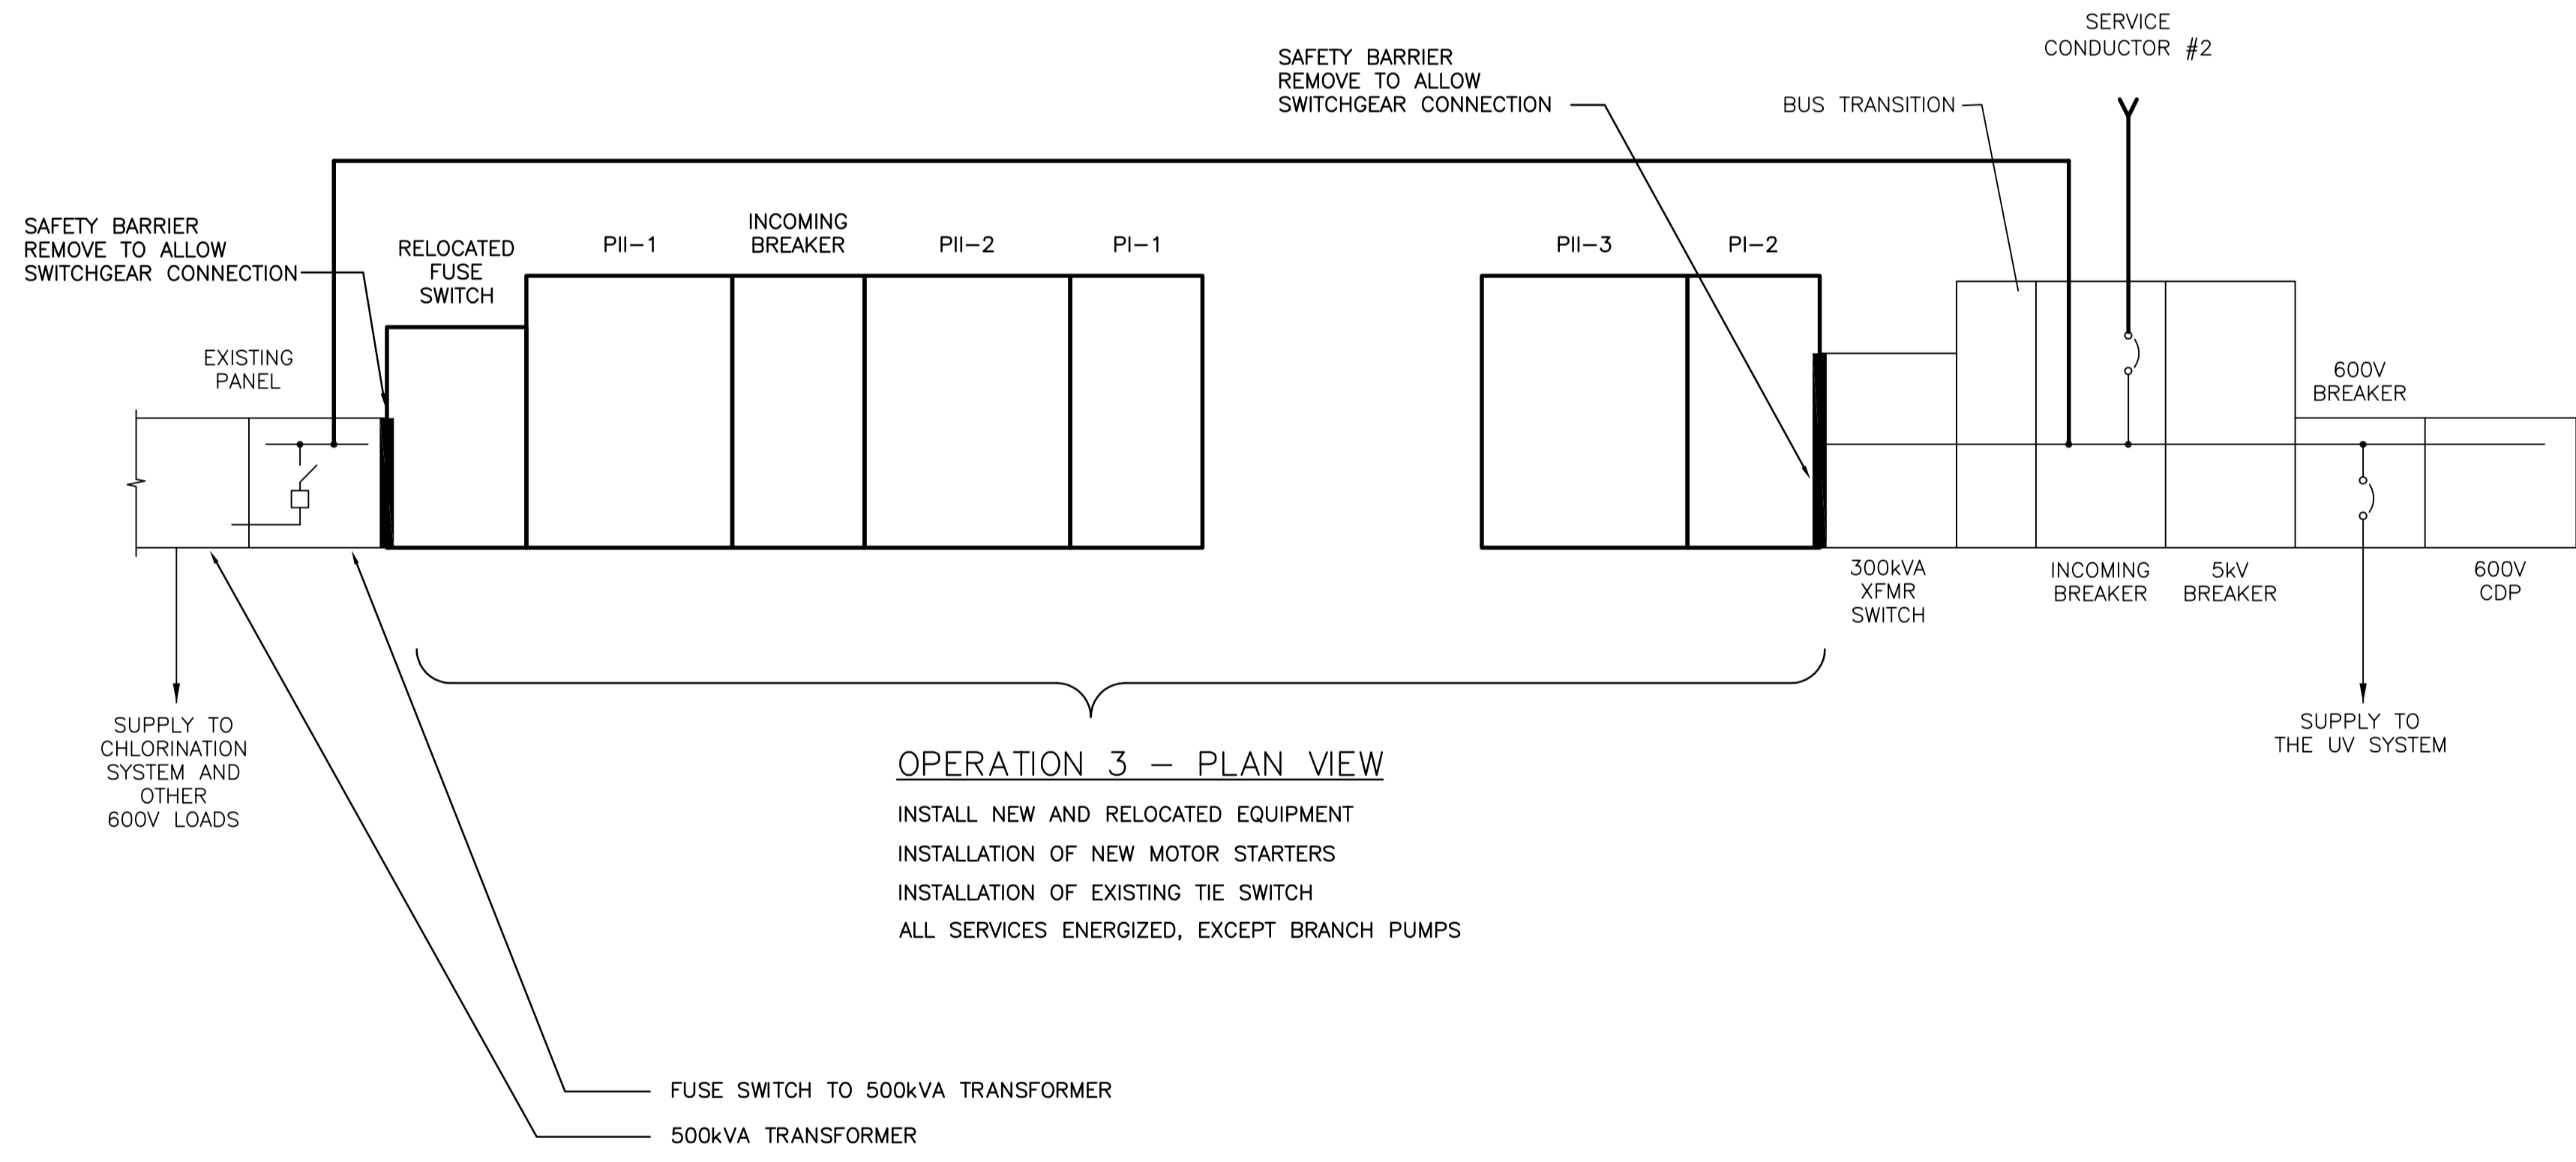 SERVICE
CONDUCTOR #2
SAFETY BARRIER
REMOVE TO ALLOW
SWITCHGEAR CONNECTION
BUS TRANSITION
SAFETY BARRIER
REMOVE TO ALLOW
SWITCHGEAR CONNECTION
RELOCATED
FUSE
SWITCH
PII-1
INCOMING
BREAKER
PII-2
PI-1
PII-3
PI-2
EXISTING
PANEL
600V
BREAKER
300kVA
XFMR
SWITCH
INCOMING
BREAKER
5kV
BREAKER
600V
CDP
SUPPLY TO
CHLORINATION
SYSTEM AND
OTHER
600V LOADS
SUPPLY TO
THE UV SYSTEM
OPERATION 3 - PLAN VIEW
INSTALL NEW AND RELOCATED EQUIPMENT
INSTALLATION OF NEW MOTOR STARTERS
INSTALLATION OF EXISTING TIE SWITCH
ALL SERVICES ENERGIZED, EXCEPT BRANCH PUMPS
FUSE SWITCH TO 500kVA TRANSFORMER
500kVA TRANSFORMER